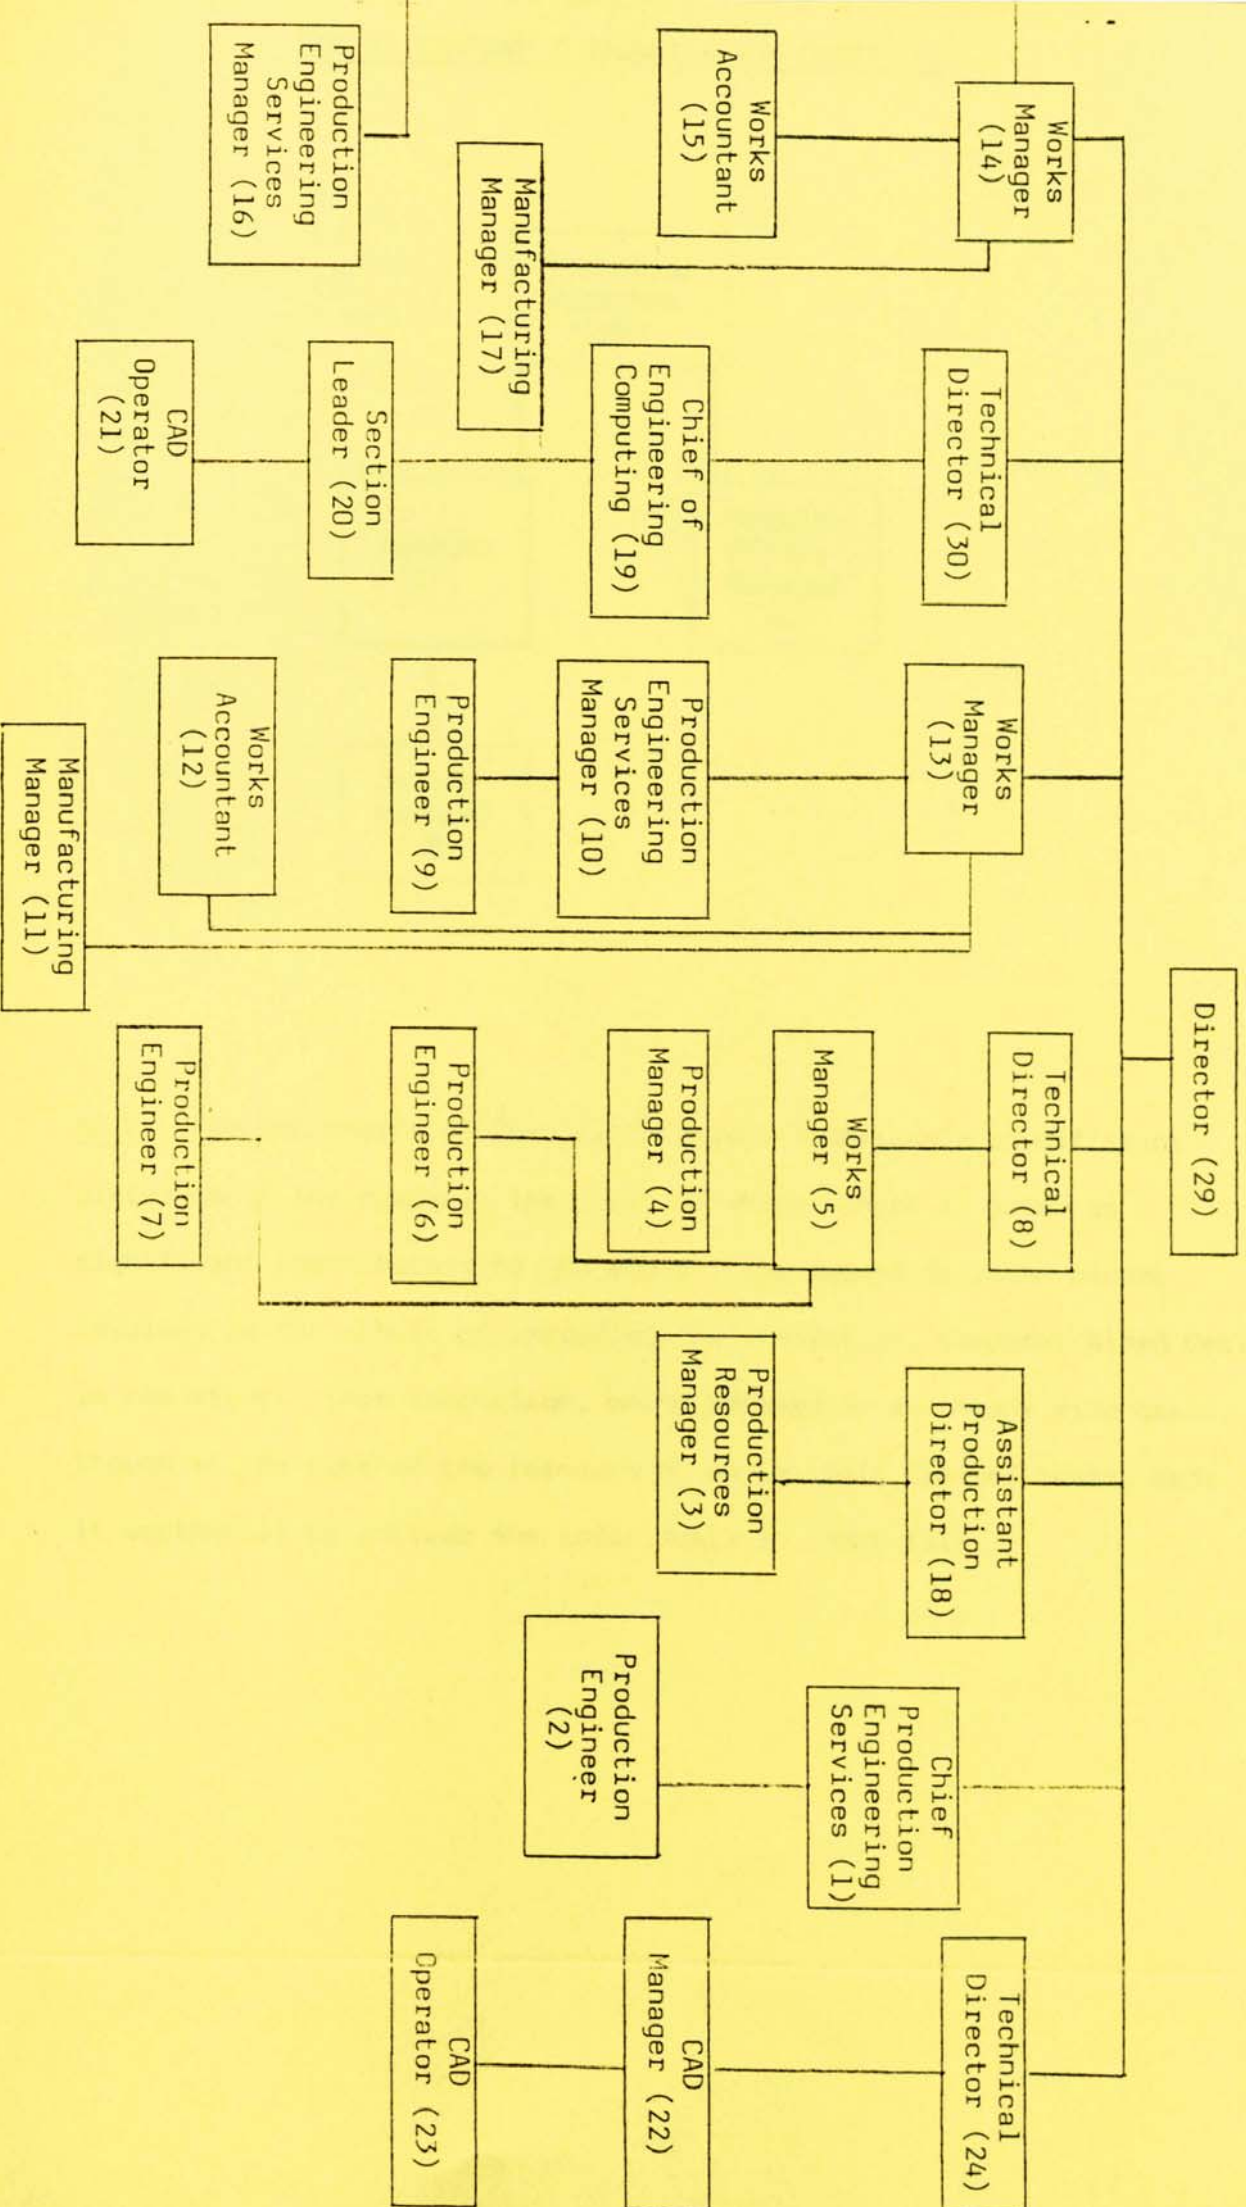 Director (29)
Works
Manager
(14)
Technical
Director (30)
Works
Manager
(13)
Technical
Director (8)
Assistant
Production
Director (18)
Chief
Production
Engineering
Services (1)
Technical
Director (24)
Works
Accountant
(15)
Chief of
Engineering
Computing (19)
Production
Engineering
Services
Manager (10)
Works
Manager (5)
Production
Resources
Manager (3)
Production
Engineer
(2)
CAD
Manager (22)
Manufacturing
Manager (17)
Production
Manager (4)
Section
Leader (20)
Production
Engineer (9)
Production
Engineer (6)
CAD
Operator (23)
Production
Engineering
Services
Manager (16)
CAD
Operator
(21)
Works
Accountant
(12)
Production
Engineer (7)
Manufacturing
Manager (11)